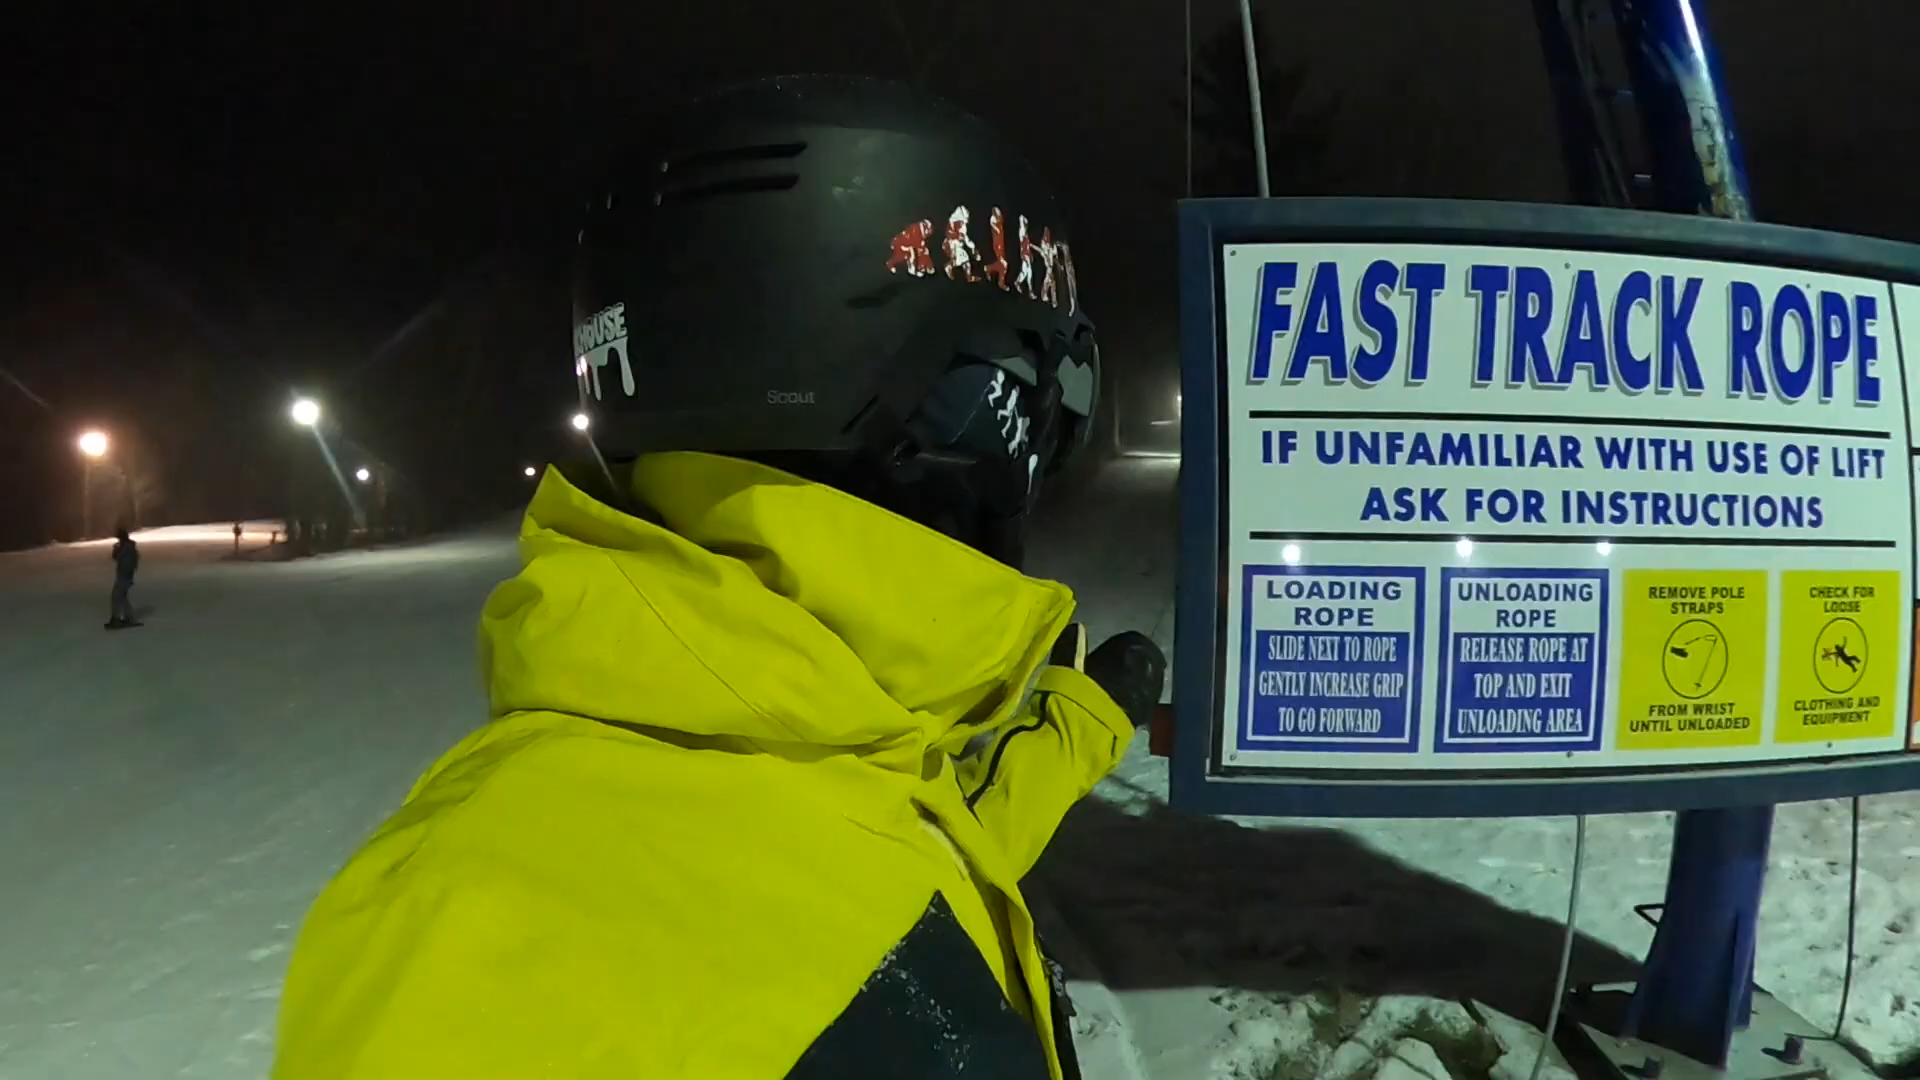 HOUSE
Scout
FAST TRACK ROPE
IF UNFAMILIAR WITH USE OF LIFT
ASK FOR INSTRUCTIONS
LOADING
ROPE
SLIDE NEXT TO ROPE
GENTLY INCREASE GRIP
TO GO FORWARD
UNLOADING
ROPE
RELEASE ROPE AT
TOP AND EXIT
UNLOADING AREA
REMOVE POLE
STRAPS
FROM WRIST
UNTIL UNLOADED
CHECK FOR
LOOSE
CLOTHING AND
EQUIPMENT